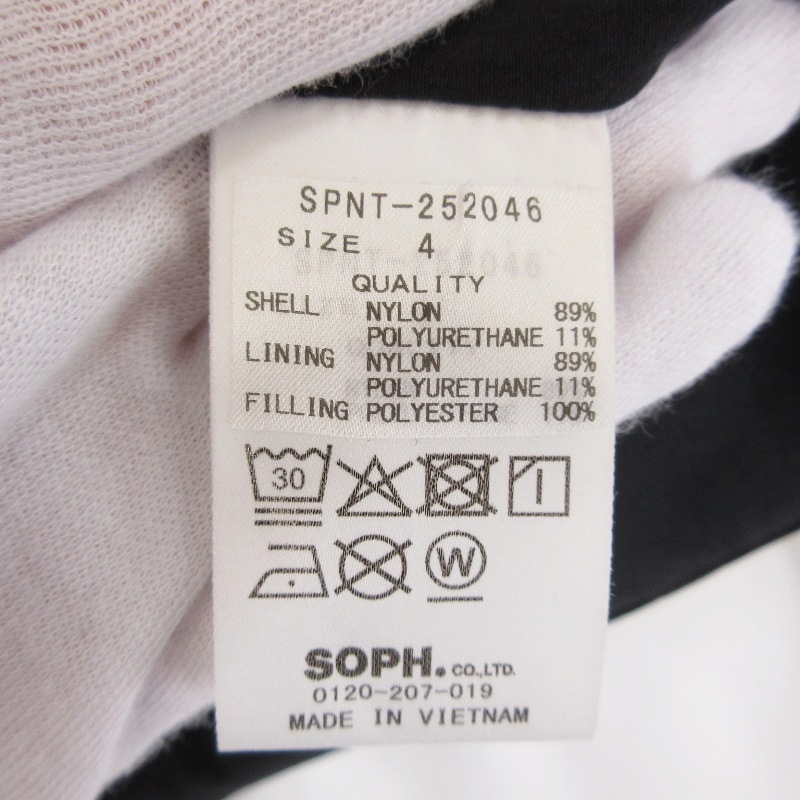 SPNT-252046
SIZE 4
QUALITY
SHELL NYLON 89%
POLYURETHANE 11%
LINING NYLON 89%
POLYURETHANE 11%
FILLING POLYESTER 100%
30
W
SOPH. CO.,LTD.
0120-207-019
MADE IN VIETNAM